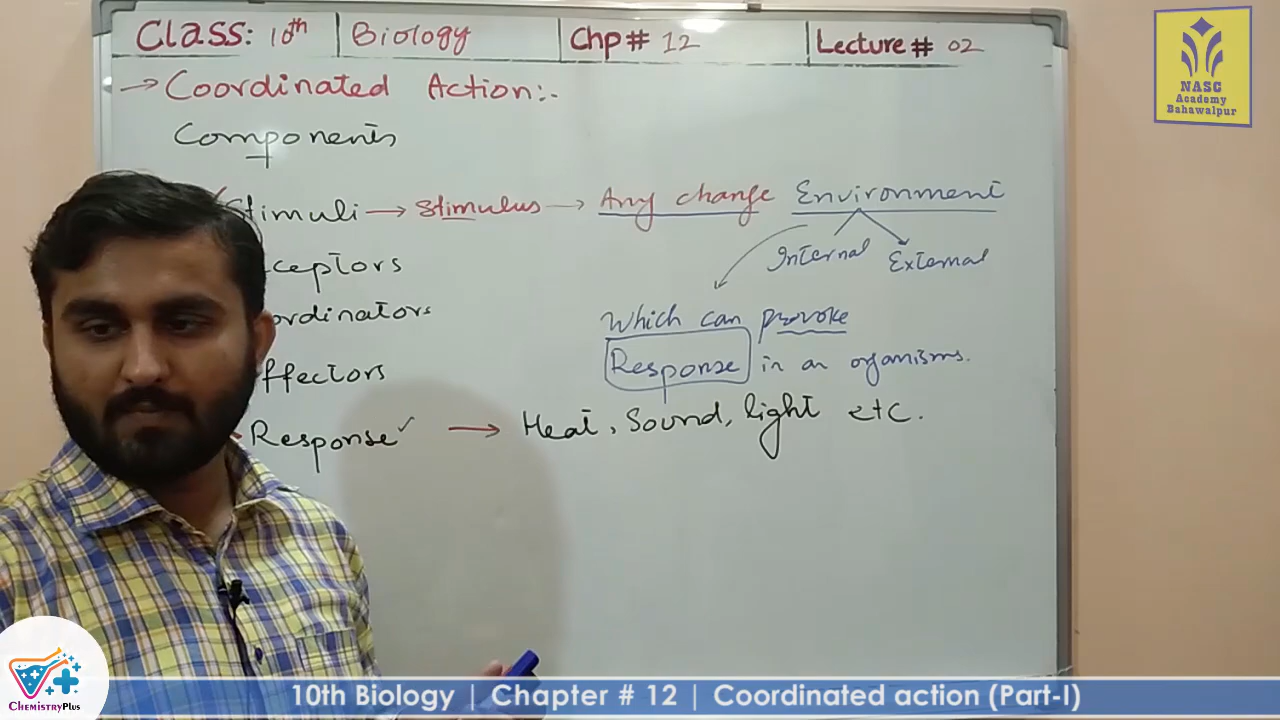 Class: 10th | Biology | Chp # 12 | Lecture # 02
→ Coordinated Action:-
Components
Stimuli → Stimulus → Any change Environment
Internal External
ceptors
ordinators
which can provoke
Response in an organisms.
ffectors
Response ✓ → Heat, Sound, light etc.
NASC
Academy
Bahawalpur
ChemistryPlus
10th Biology | Chapter # 12 | Coordinated action (Part-I)